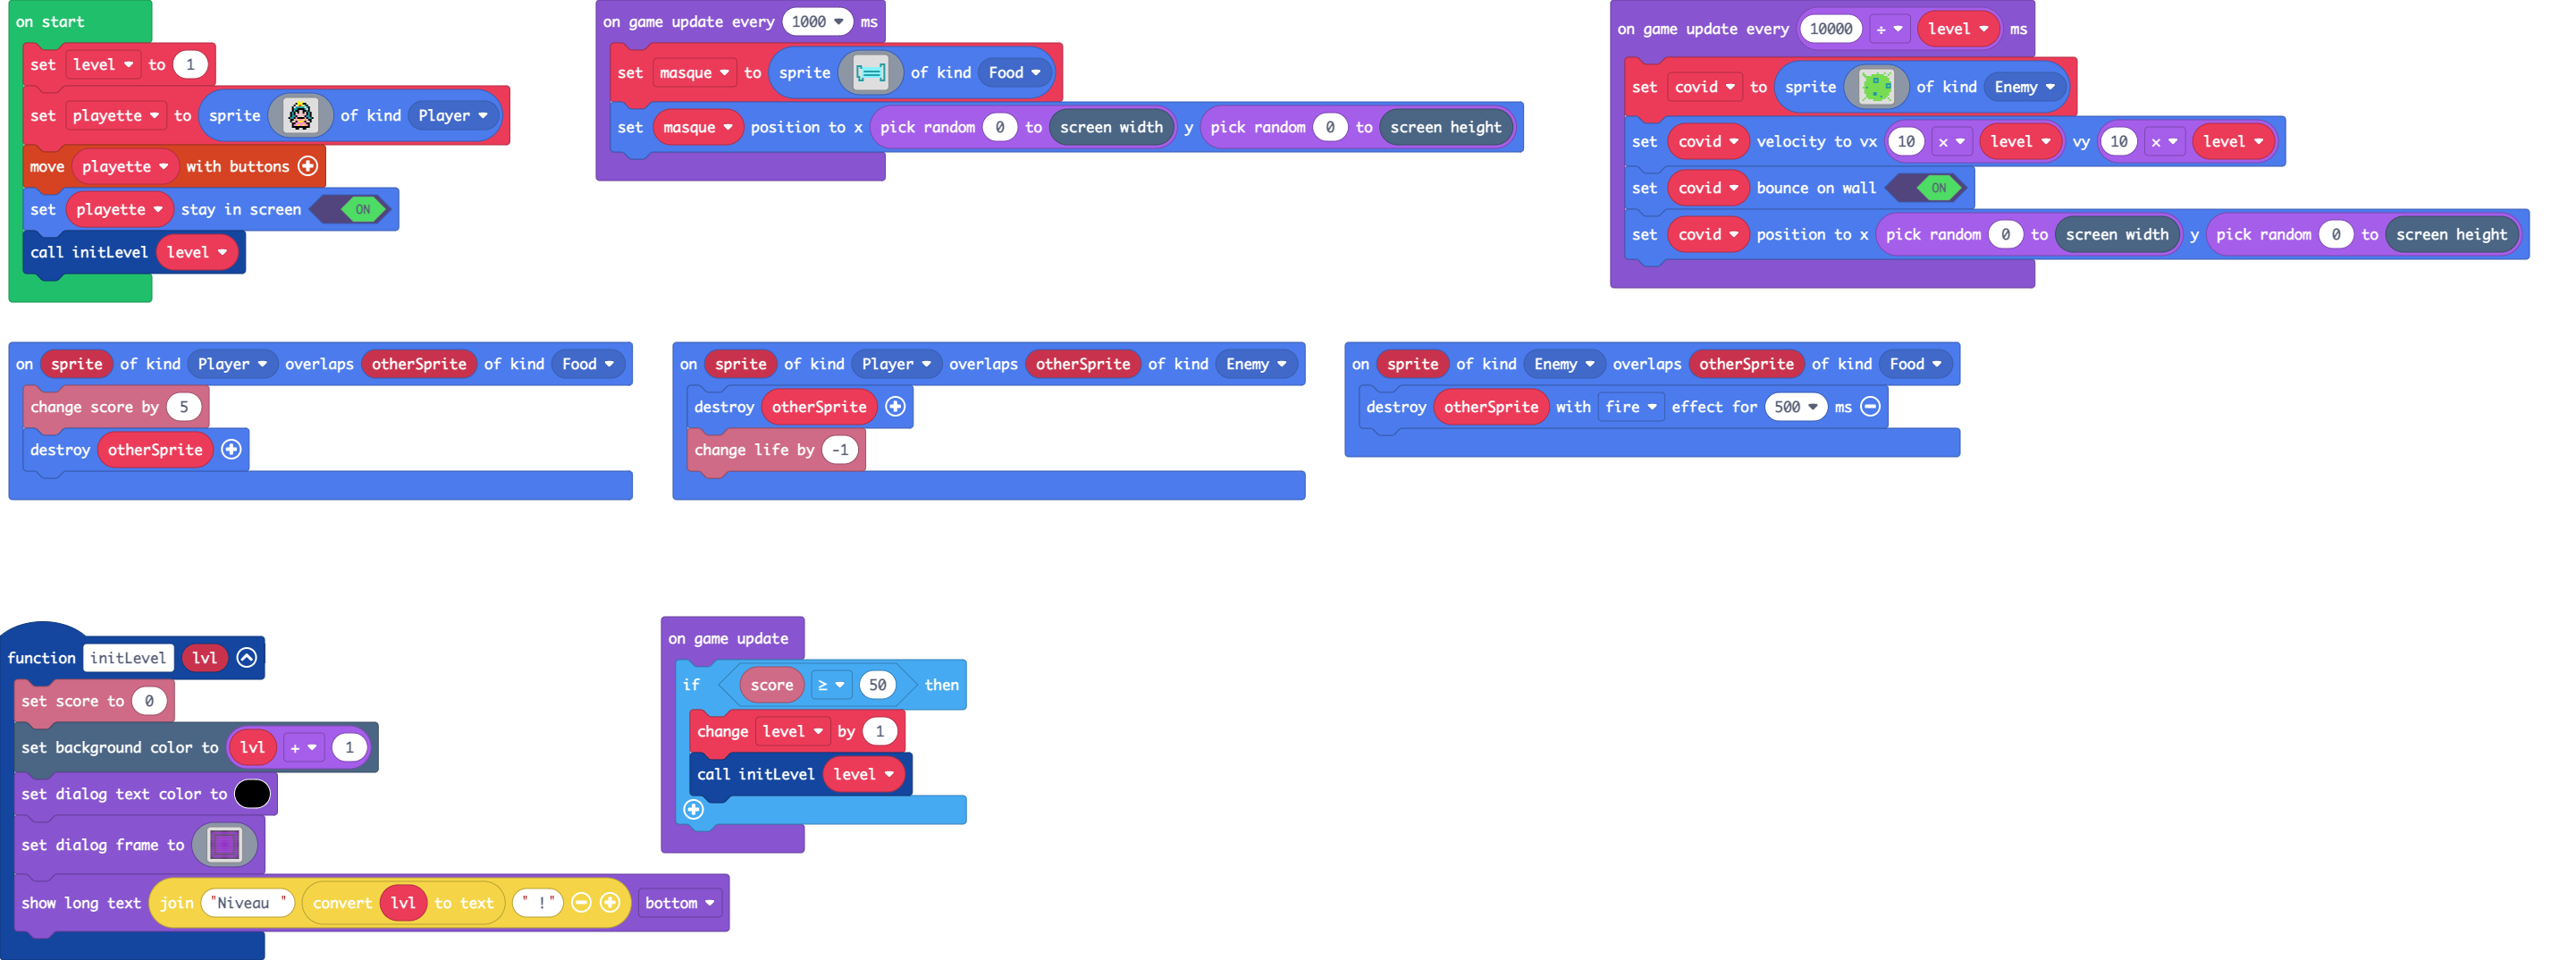 on start
set level to 1
set playette to sprite of kind Player
move playette with buttons
set playette stay in screen ON
call initLevel level
on game update every 1000 ms
set masque to sprite of kind Food
set masque position to x pick random 0 to screen width y pick random 0 to screen height
on game update every 10000 ÷ level ms
set covid to sprite of kind Enemy
set covid velocity to vx 10 × level vy 10 × level
set covid bounce on wall ON
set covid position to x pick random 0 to screen width y pick random 0 to screen height
on sprite of kind Player overlaps otherSprite of kind Food
change score by 5
destroy otherSprite
on sprite of kind Player overlaps otherSprite of kind Enemy
destroy otherSprite
change life by -1
on sprite of kind Enemy overlaps otherSprite of kind Food
destroy otherSprite with fire effect for 500 ms
function initLevel lvl
set score to 0
set background color to lvl + 1
set dialog text color to
set dialog frame to
show long text join "Niveau " convert lvl to text " !" bottom
on game update
if score ≥ 50 then
change level by 1
call initLevel level